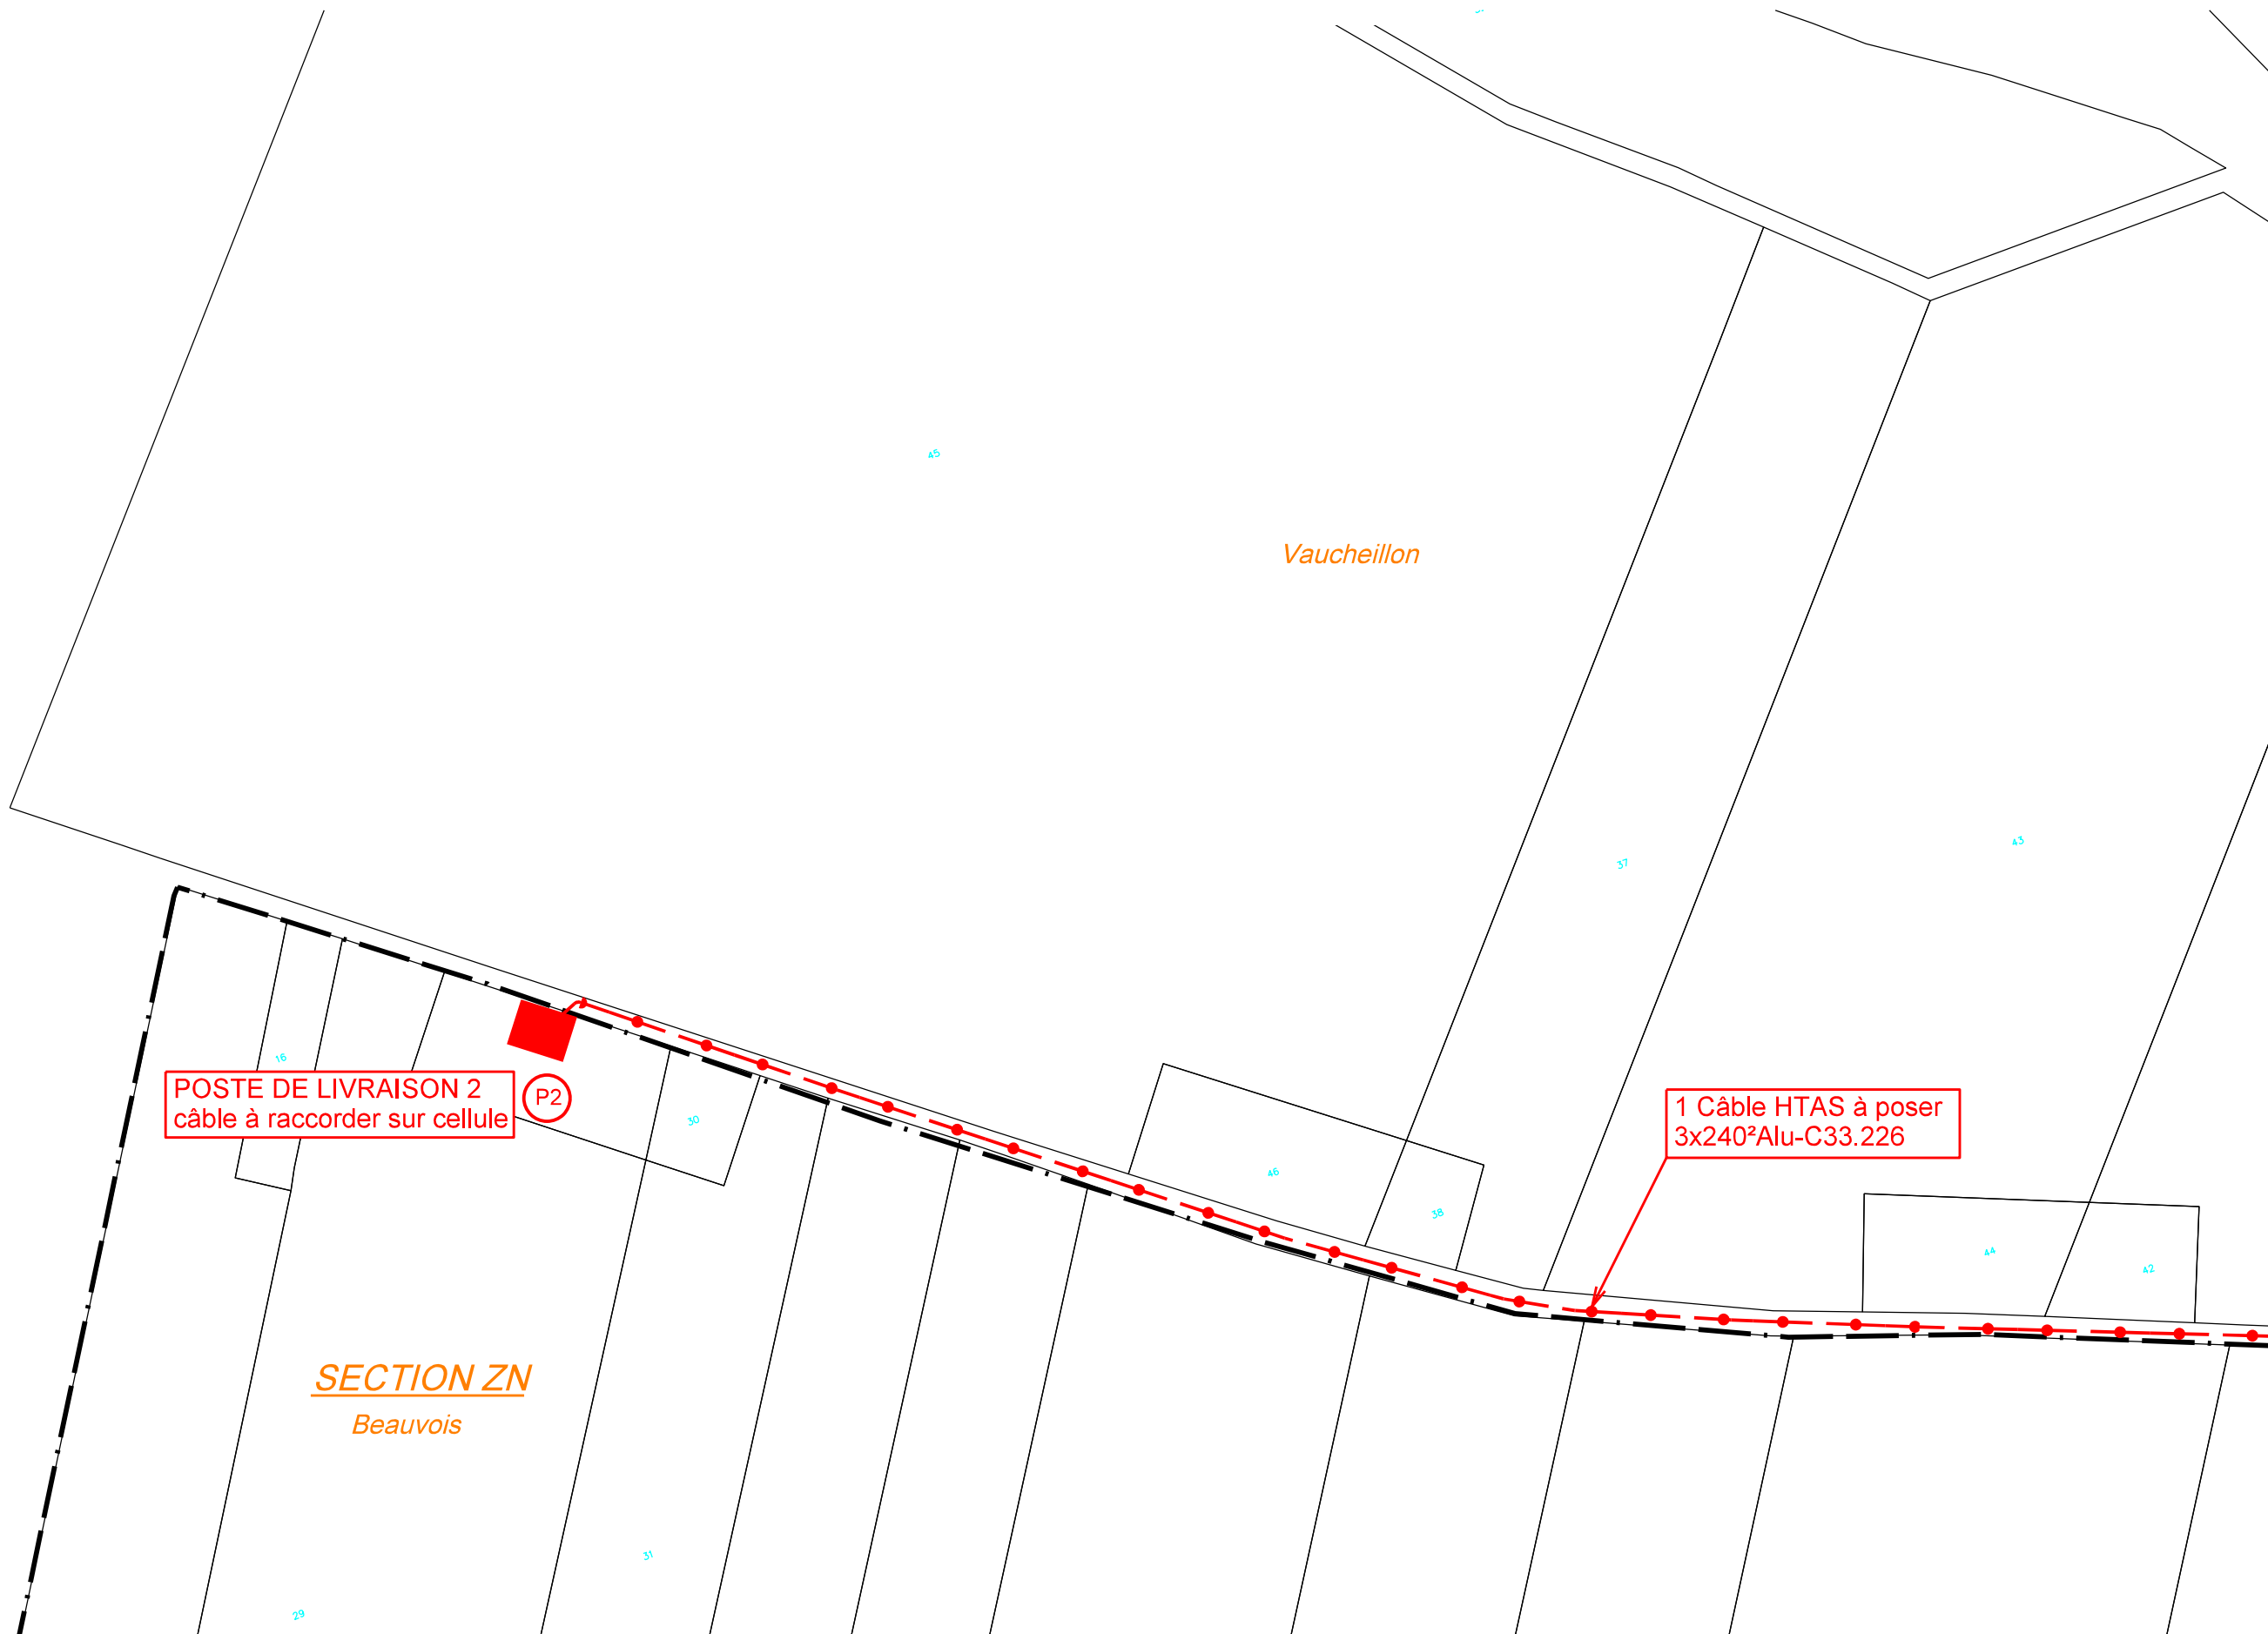 45
Vaucheillon
43
37
16
POSTE DE LIVRAISON 2
câble à raccorder sur cellule
P2
30
1 Câble HTAS à poser
3x240²Alu-C33.226
46
38
44
42
SECTION ZN
Beauvois
31
29